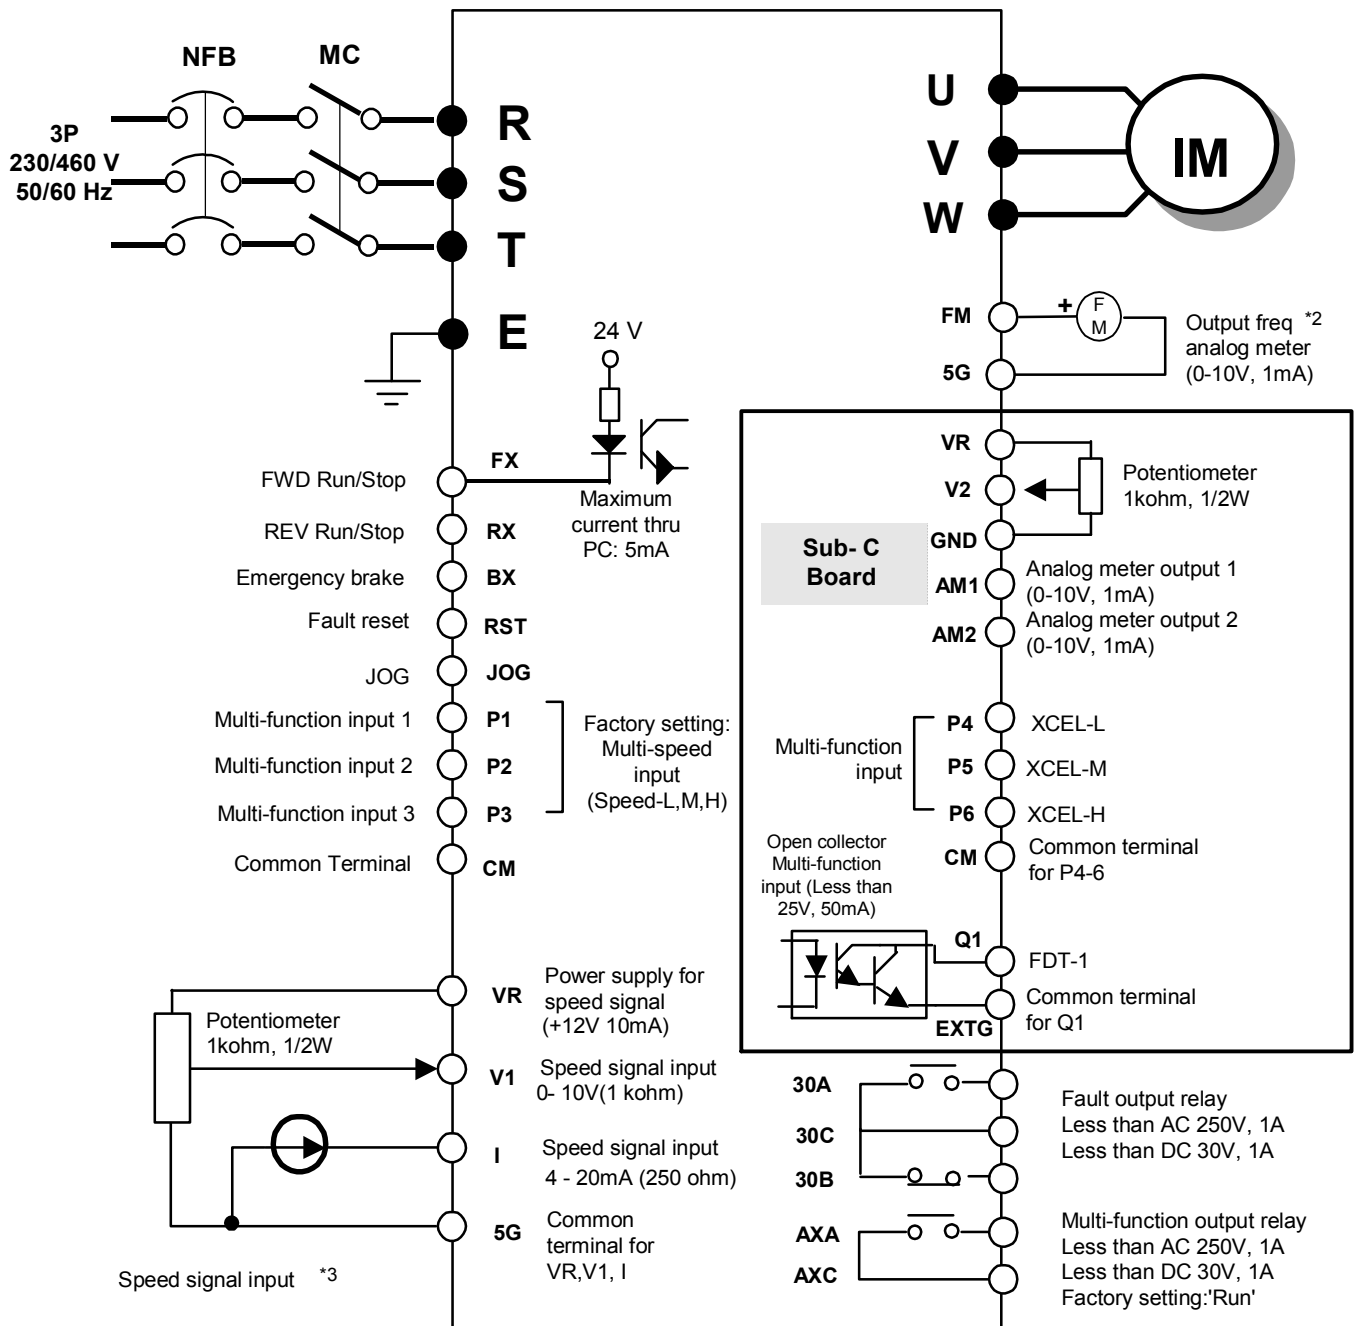 NFB
MC
3P
230/460 V
50/60 Hz
R
S
T
E
U
V
W
IM
24 V
FX
FWD Run/Stop
Maximum
current thru
PC: 5mA
REV Run/Stop
RX
Emergency brake
BX
Fault reset
RST
JOG
JOG
Multi-function input 1
P1
Multi-function input 2
P2
Multi-function input 3
P3
Factory setting:
Multi-speed
input
(Speed-L,M,H)
Common Terminal
CM
VR
Power supply for
speed signal
(+12V 10mA)
Potentiometer
1kohm, 1/2W
V1
Speed signal input
0- 10V(1 kohm)
I
Speed signal input
4 - 20mA (250 ohm)
5G
Common
terminal for
VR,V1, I
Speed signal input *3
FM
+
F
M
5G
Output freq *2
analog meter
(0-10V, 1mA)
VR
V2
GND
Potentiometer
1kohm, 1/2W
Sub- C
Board
AM1
Analog meter output 1
(0-10V, 1mA)
AM2
Analog meter output 2
(0-10V, 1mA)
Multi-function
input
P4
XCEL-L
P5
XCEL-M
P6
XCEL-H
CM
Common terminal
for P4-6
Open collector
Multi-function
input (Less than
25V, 50mA)
Q1
FDT-1
EXTG
Common terminal
for Q1
30A
30C
30B
Fault output relay
Less than AC 250V, 1A
Less than DC 30V, 1A
AXA
AXC
Multi-function output relay
Less than AC 250V, 1A
Less than DC 30V, 1A
Factory setting:'Run'